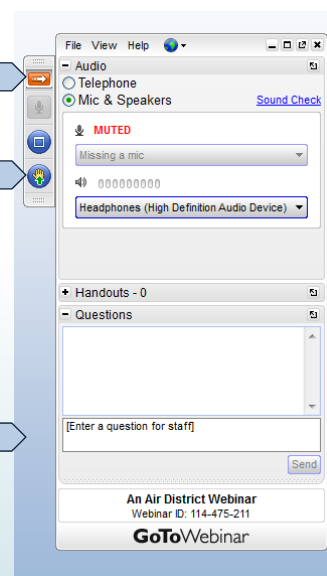 File View Help
Audio
Telephone
Mic & Speakers Sound Check
MUTED
Missing a mic
000000000
Headphones (High Definition Audio Device)
Handouts - 0
Questions
[Enter a question for staff]
Send
An Air District Webinar
Webinar ID: 114-475-211
GoToWebinar